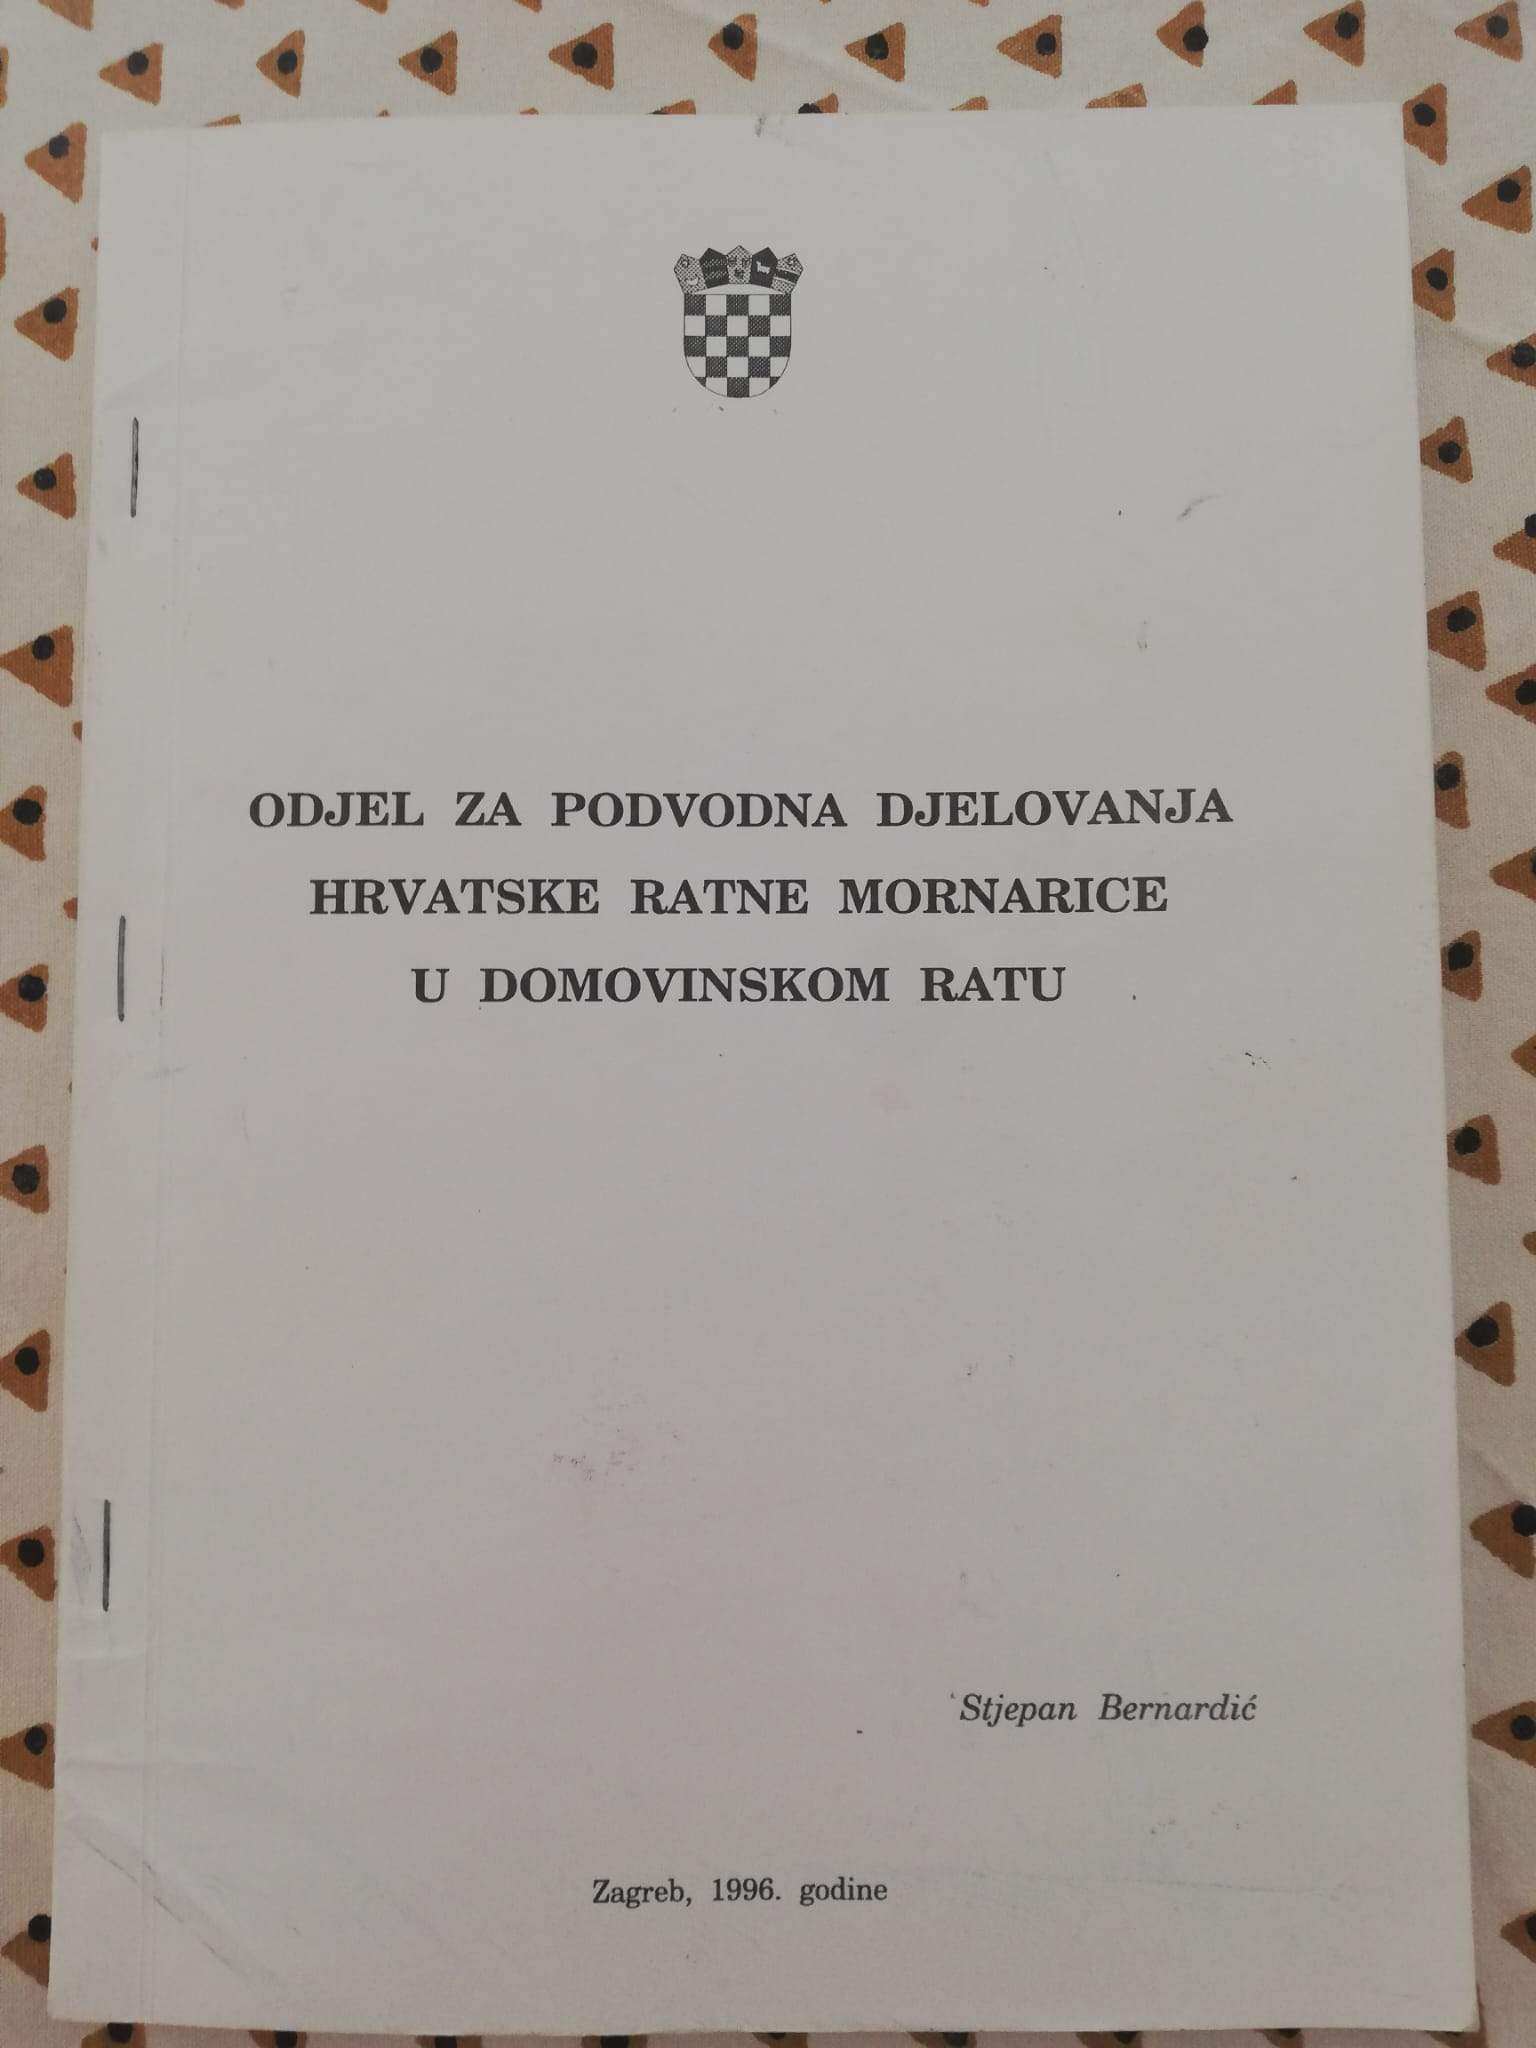 ODJEL ZA PODVODNA DJELOVANJA
HRVATSKE RATNE MORNARICE
U DOMOVINSKOM RATU
Stjepan Bernardić
Zagreb, 1996. godine